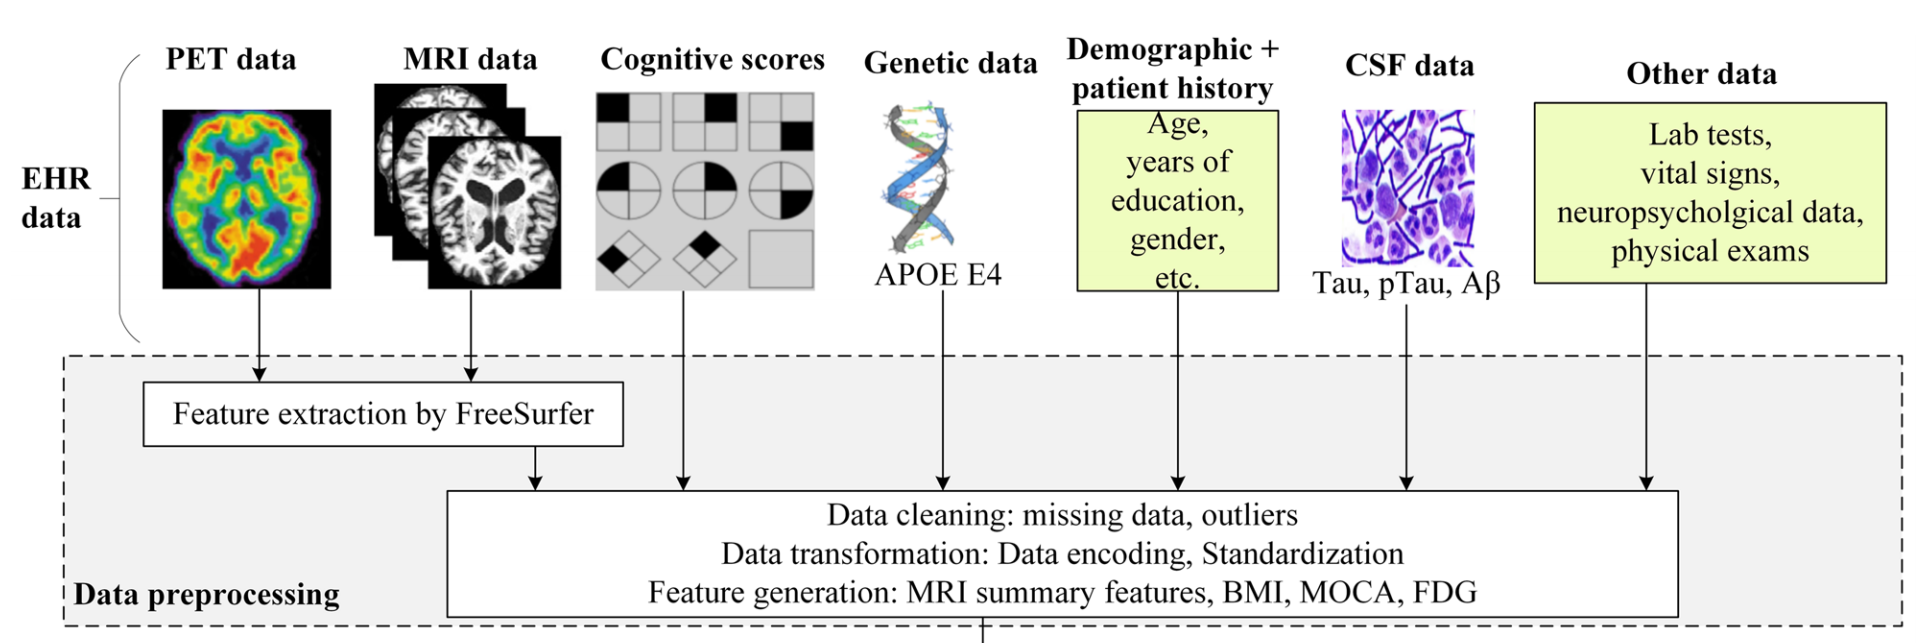 PET data
MRI data
Cognitive scores
Genetic data
Demographic +
patient history
CSF data
Other data
EHR
data
APOE E4
Age,
years of
education,
gender,
etc.
Tau, pTau, Aβ
Lab tests,
vital signs,
neuropsycholgical data,
physical exams
Feature extraction by FreeSurfer
Data cleaning: missing data, outliers
Data transformation: Data encoding, Standardization
Feature generation: MRI summary features, BMI, MOCA, FDG
Data preprocessing